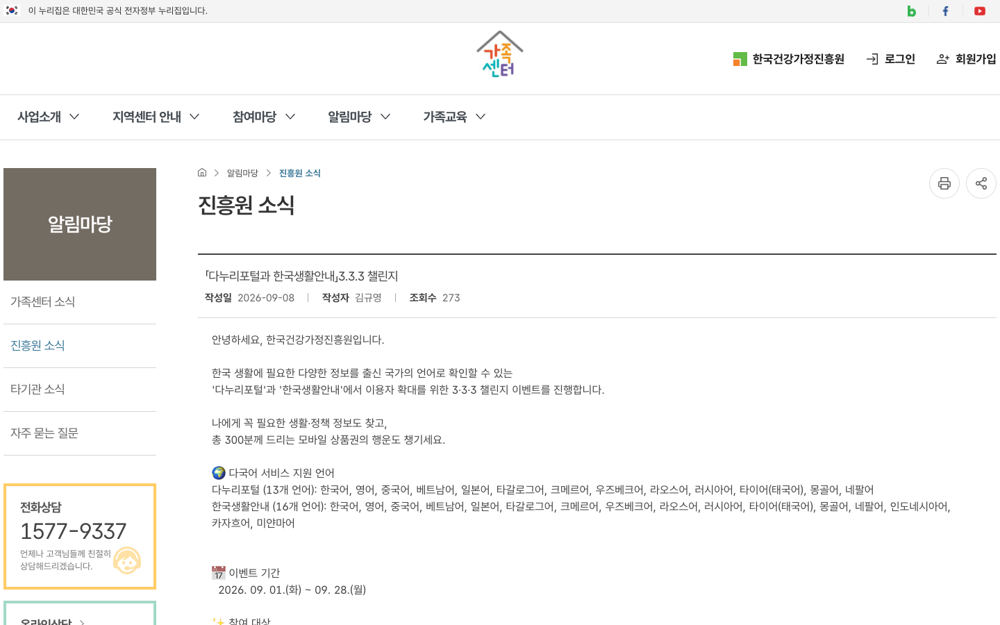 이 누리집은 대한민국 공식 전자정부 누리집입니다.
가족
센터
한국건강가정진흥원
로그인
회원가입
사업소개
지역센터 안내
참여마당
알림마당
가족교육
알림마당
가족센터 소식
진흥원 소식
타기관 소식
자주 묻는 질문
전화상담
1577-9337
언제나 고객님들께 친절히
상담해드리겠습니다.
온라인상담
알림마당
진흥원 소식
진흥원 소식
「다누리포털과 한국생활안내」3.3.3 챌린지
작성일 2026-09-08 작성자 김규영 조회수 273
안녕하세요, 한국건강가정진흥원입니다.
한국 생활에 필요한 다양한 정보를 출신 국가의 언어로 확인할 수 있는
'다누리포털'과 '한국생활안내'에서 이용자 확대를 위한 3·3·3 챌린지 이벤트를 진행합니다.
나에게 꼭 필요한 생활·정책 정보도 찾고,
총 300분께 드리는 모바일 상품권의 행운도 챙기세요.
🌍 다국어 서비스 지원 언어
다누리포털 (13개 언어): 한국어, 영어, 중국어, 베트남어, 일본어, 타갈로그어, 크메르어, 우즈베크어, 라오스어, 러시아어, 타이어(태국어), 몽골어, 네팔어
한국생활안내 (16개 언어): 한국어, 영어, 중국어, 베트남어, 일본어, 타갈로그어, 크메르어, 우즈베크어, 라오스어, 러시아어, 타이어(태국어), 몽골어, 네팔어, 인도네시아어,
카자흐어, 미얀마어
📅 이벤트 기간
2026. 09. 01.(화) ~ 09. 28.(월)
✨ 참여 대상